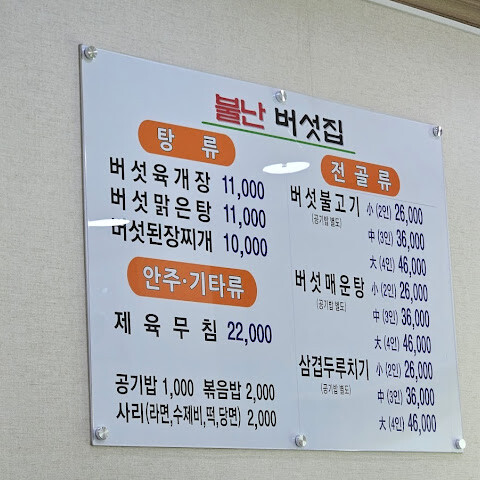 불난 버섯집
탕 류
버섯육개장 11,000
버섯맑은탕 11,000
버섯된장찌개 10,000
안주·기타류
제육무침 22,000
공기밥 1,000 볶음밥 2,000
사리(라면,수제비,떡,당면) 2,000
전 골 류
버섯불고기 小 (2인) 26,000
(공기밥 별도)
中 (3인) 36,000
大 (4인) 46,000
버섯매운탕 小 (2인) 26,000
(공기밥 별도)
中 (3인) 36,000
大 (4인) 46,000
삼겹두루치기 小 (2인) 26,000
(공기밥 별도)
中 (3인) 36,000
大 (4인) 46,000